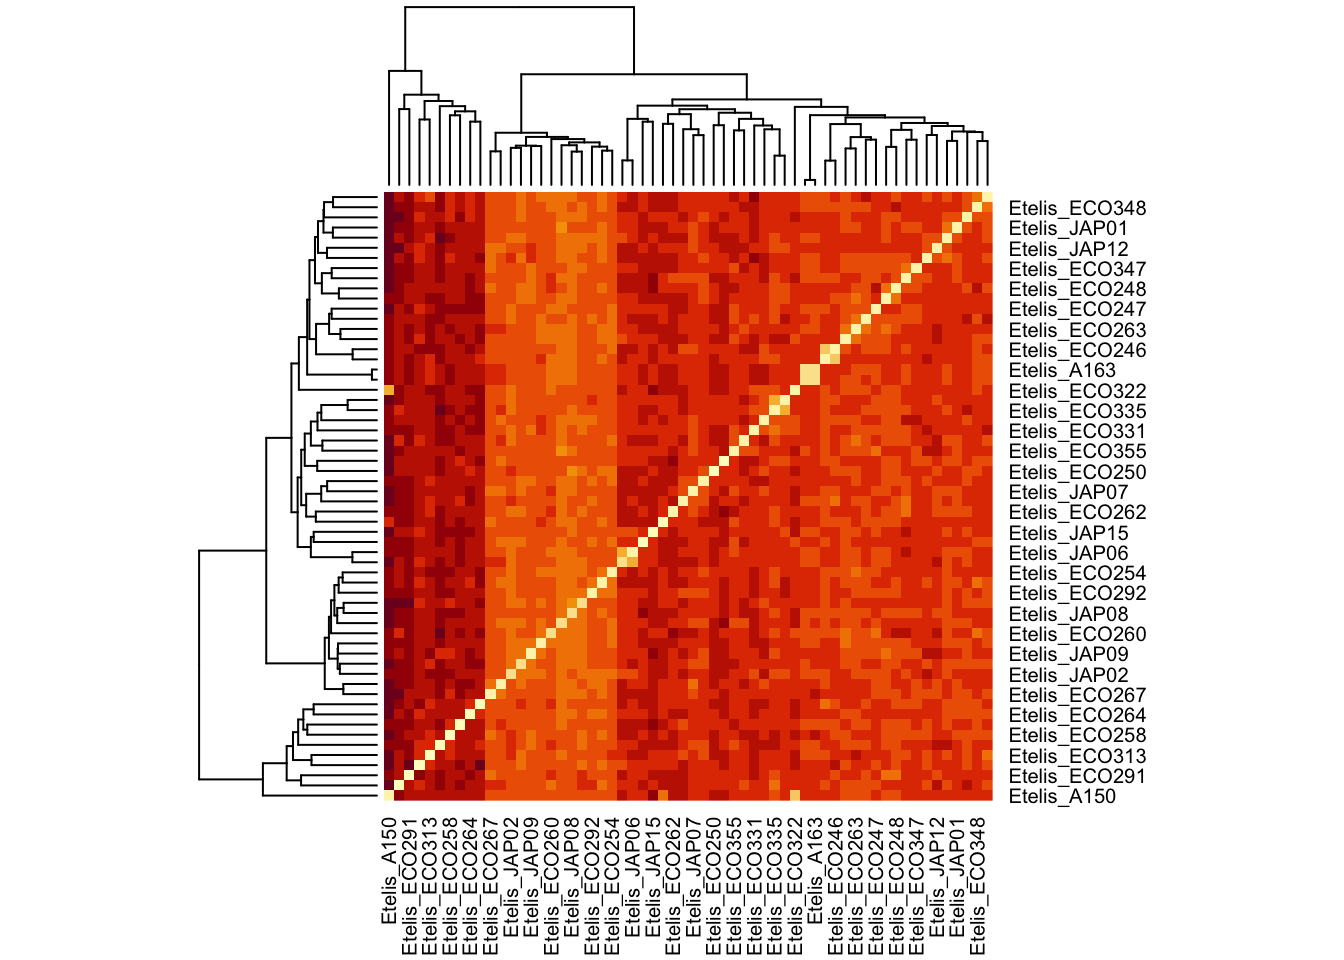 Etelis_ECO348
Etelis_JAP01
Etelis_JAP12
Etelis_ECO347
Etelis_ECO248
Etelis_ECO247
Etelis_ECO263
Etelis_ECO246
Etelis_A163
Etelis_ECO322
Etelis_ECO335
Etelis_ECO331
Etelis_ECO355
Etelis_ECO250
Etelis_JAP07
Etelis_ECO262
Etelis_JAP15
Etelis_JAP06
Etelis_ECO254
Etelis_ECO292
Etelis_JAP08
Etelis_ECO260
Etelis_JAP09
Etelis_JAP02
Etelis_ECO267
Etelis_ECO264
Etelis_ECO258
Etelis_ECO313
Etelis_ECO291
Etelis_A150
Etelis_A150
Etelis_ECO291
Etelis_ECO313
Etelis_ECO258
Etelis_ECO264
Etelis_ECO267
Etelis_JAP02
Etelis_JAP09
Etelis_ECO260
Etelis_JAP08
Etelis_ECO292
Etelis_ECO254
Etelis_JAP06
Etelis_JAP15
Etelis_ECO262
Etelis_JAP07
Etelis_ECO250
Etelis_ECO355
Etelis_ECO331
Etelis_ECO335
Etelis_ECO322
Etelis_A163
Etelis_ECO246
Etelis_ECO263
Etelis_ECO247
Etelis_ECO248
Etelis_ECO347
Etelis_JAP12
Etelis_JAP01
Etelis_ECO348